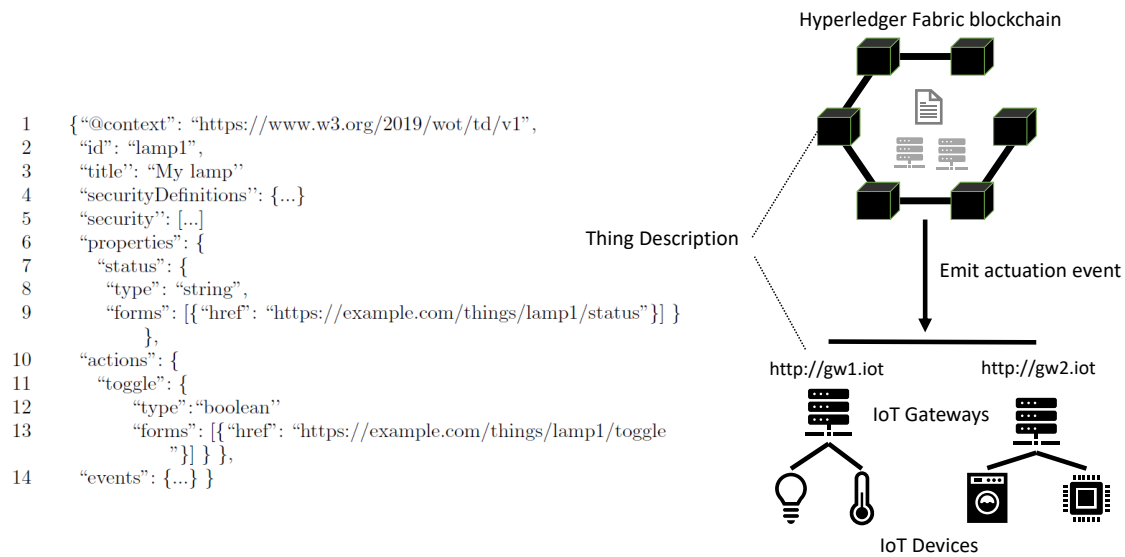 1 {“@context”: “https://www.w3.org/2019/wot/td/v1”,
2 “id”: “lamp1”,
3 “title’’: “My lamp’’
4 “securityDefinitions’’: {...}
5 “security’’: [...]
6 “properties”: {
7 “status”: {
8 “type”: “string”,
9 “forms”: [{“href”: “https://example.com/things/lamp1/status”}] }
},
10 “actions”: {
11 “toggle”: {
12 “type”:“boolean’’
13 “forms”: [{“href”: “https://example.com/things/lamp1/toggle
”}] } },
14 “events”: {...} }
Hyperledger Fabric blockchain
Thing Description
Emit actuation event
http://gw1.iot
http://gw2.iot
IoT Gateways
IoT Devices